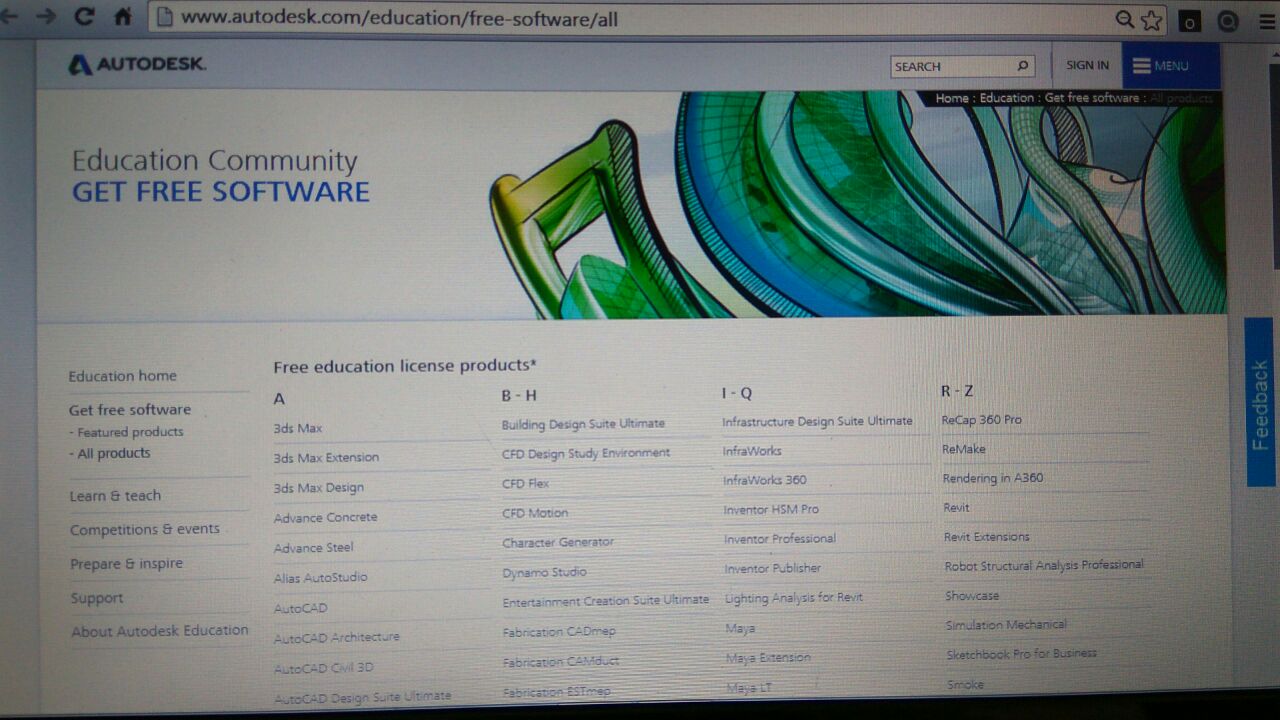 www.autodesk.com/education/free-software/all
AUTODESK.
SEARCH
SIGN IN
MENU
Home : Education : Get free software : All products
Education Community
GET FREE SOFTWARE
Education home
Get free software
- Featured products
- All products
Learn & teach
Competitions & events
Prepare & inspire
Support
About Autodesk Education
Free education license products*
A
3ds Max
3ds Max Extension
3ds Max Design
Advance Concrete
Advance Steel
Alias AutoStudio
AutoCAD
AutoCAD Architecture
AutoCAD Civil 3D
AutoCAD Design Suite Ultimate
B - H
Building Design Suite Ultimate
CFD Design Study Environment
CFD Flex
CFD Motion
Character Generator
Dynamo Studio
Entertainment Creation Suite Ultimate
Fabrication CADmep
Fabrication CAMduct
Fabrication ESTmep
I - Q
Infrastructure Design Suite Ultimate
InfraWorks
InfraWorks 360
Inventor HSM Pro
Inventor Professional
Inventor Publisher
Lighting Analysis for Revit
Maya
Maya Extension
Maya LT
R - Z
ReCap 360 Pro
ReMake
Rendering in A360
Revit
Revit Extensions
Robot Structural Analysis Professional
Showcase
Simulation Mechanical
Sketchbook Pro for Business
Smoke
Feedback